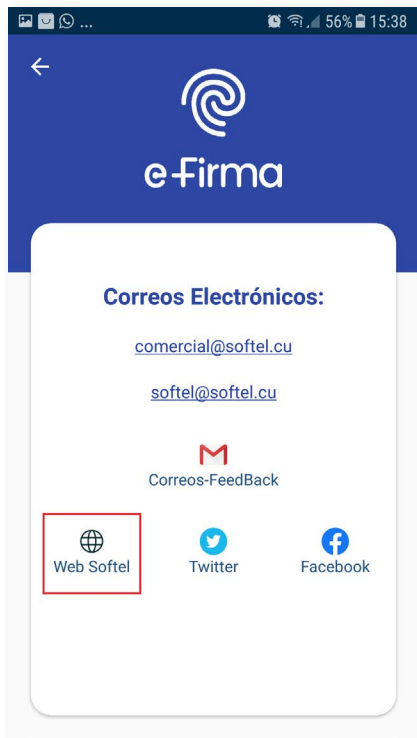 ... 56% 15:38
e-Firma
Correos Electrónicos:
comercial@softel.cu
softel@softel.cu
Correos-FeedBack
Web Softel Twitter Facebook